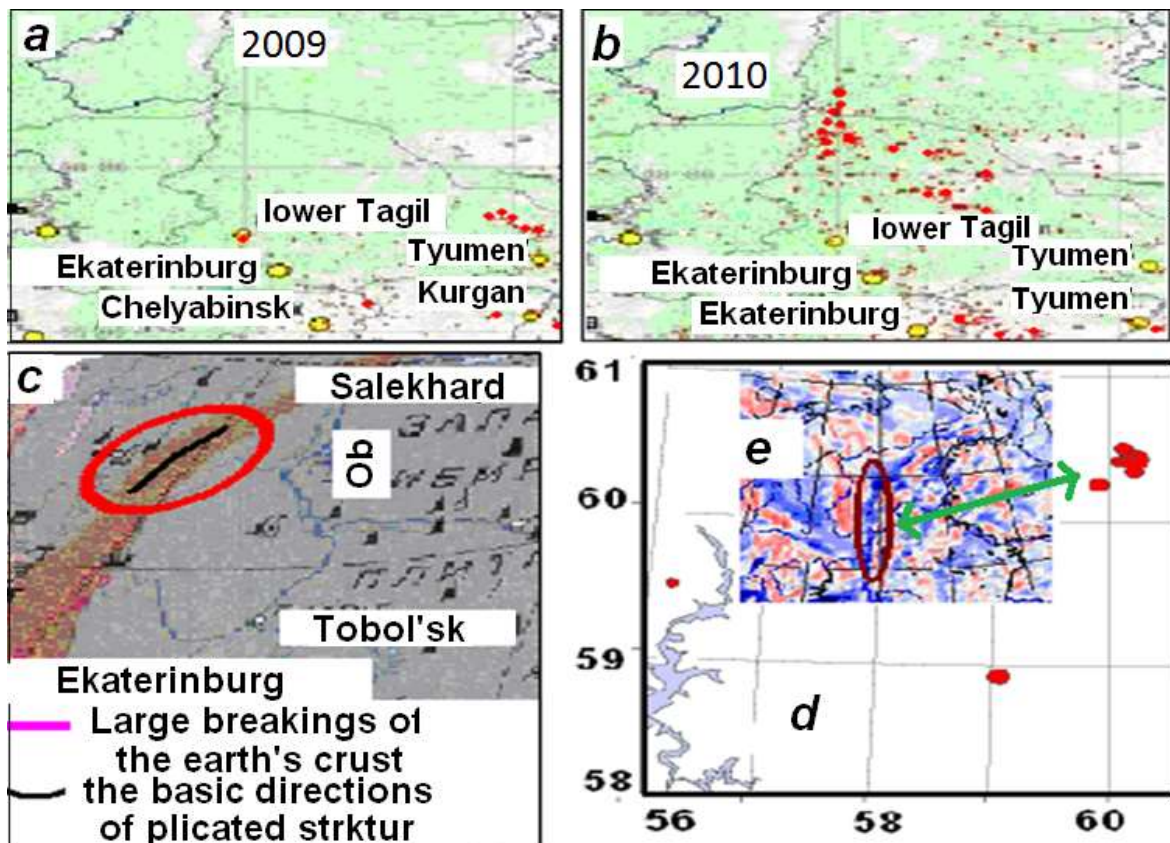 a
2009
lower Tagil
Ekaterinburg
Tyumen'
Chelyabinsk
Kurgan
b
2010
lower Tagil
Ekaterinburg
Tyumen'
Ekaterinburg
Tyumen'
c
Salekhard
Ob
Tobol'sk
Ekaterinburg
Large breakings of
the earth's crust
the basic directions
of plicated strktur
61
e
60
59
d
58
56
58
60